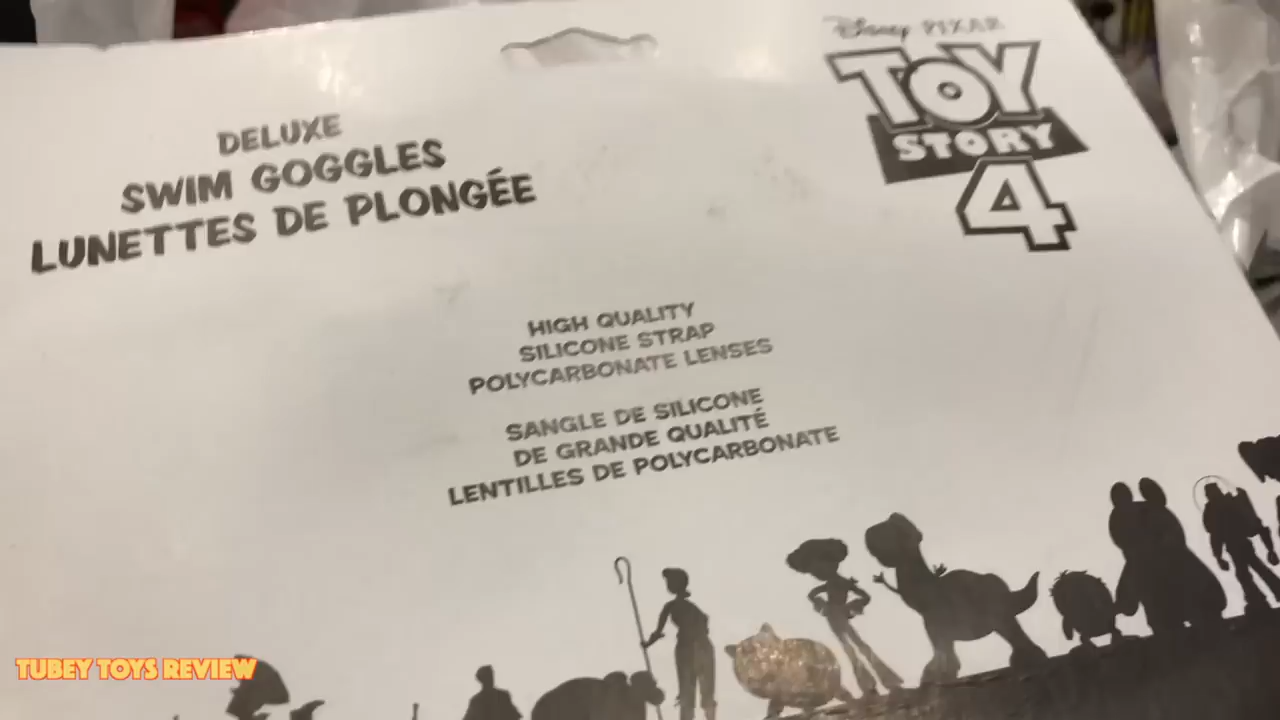 Disney PIXAR
TOY
STORY
4
DELUXE
SWIM GOGGLES
LUNETTES DE PLONGÉE
HIGH QUALITY
SILICONE STRAP
POLYCARBONATE LENSES
SANGLE DE SILICONE
DE GRANDE QUALITÉ
LENTILLES DE POLYCARBONATE
TUBEY TOYS REVIEW